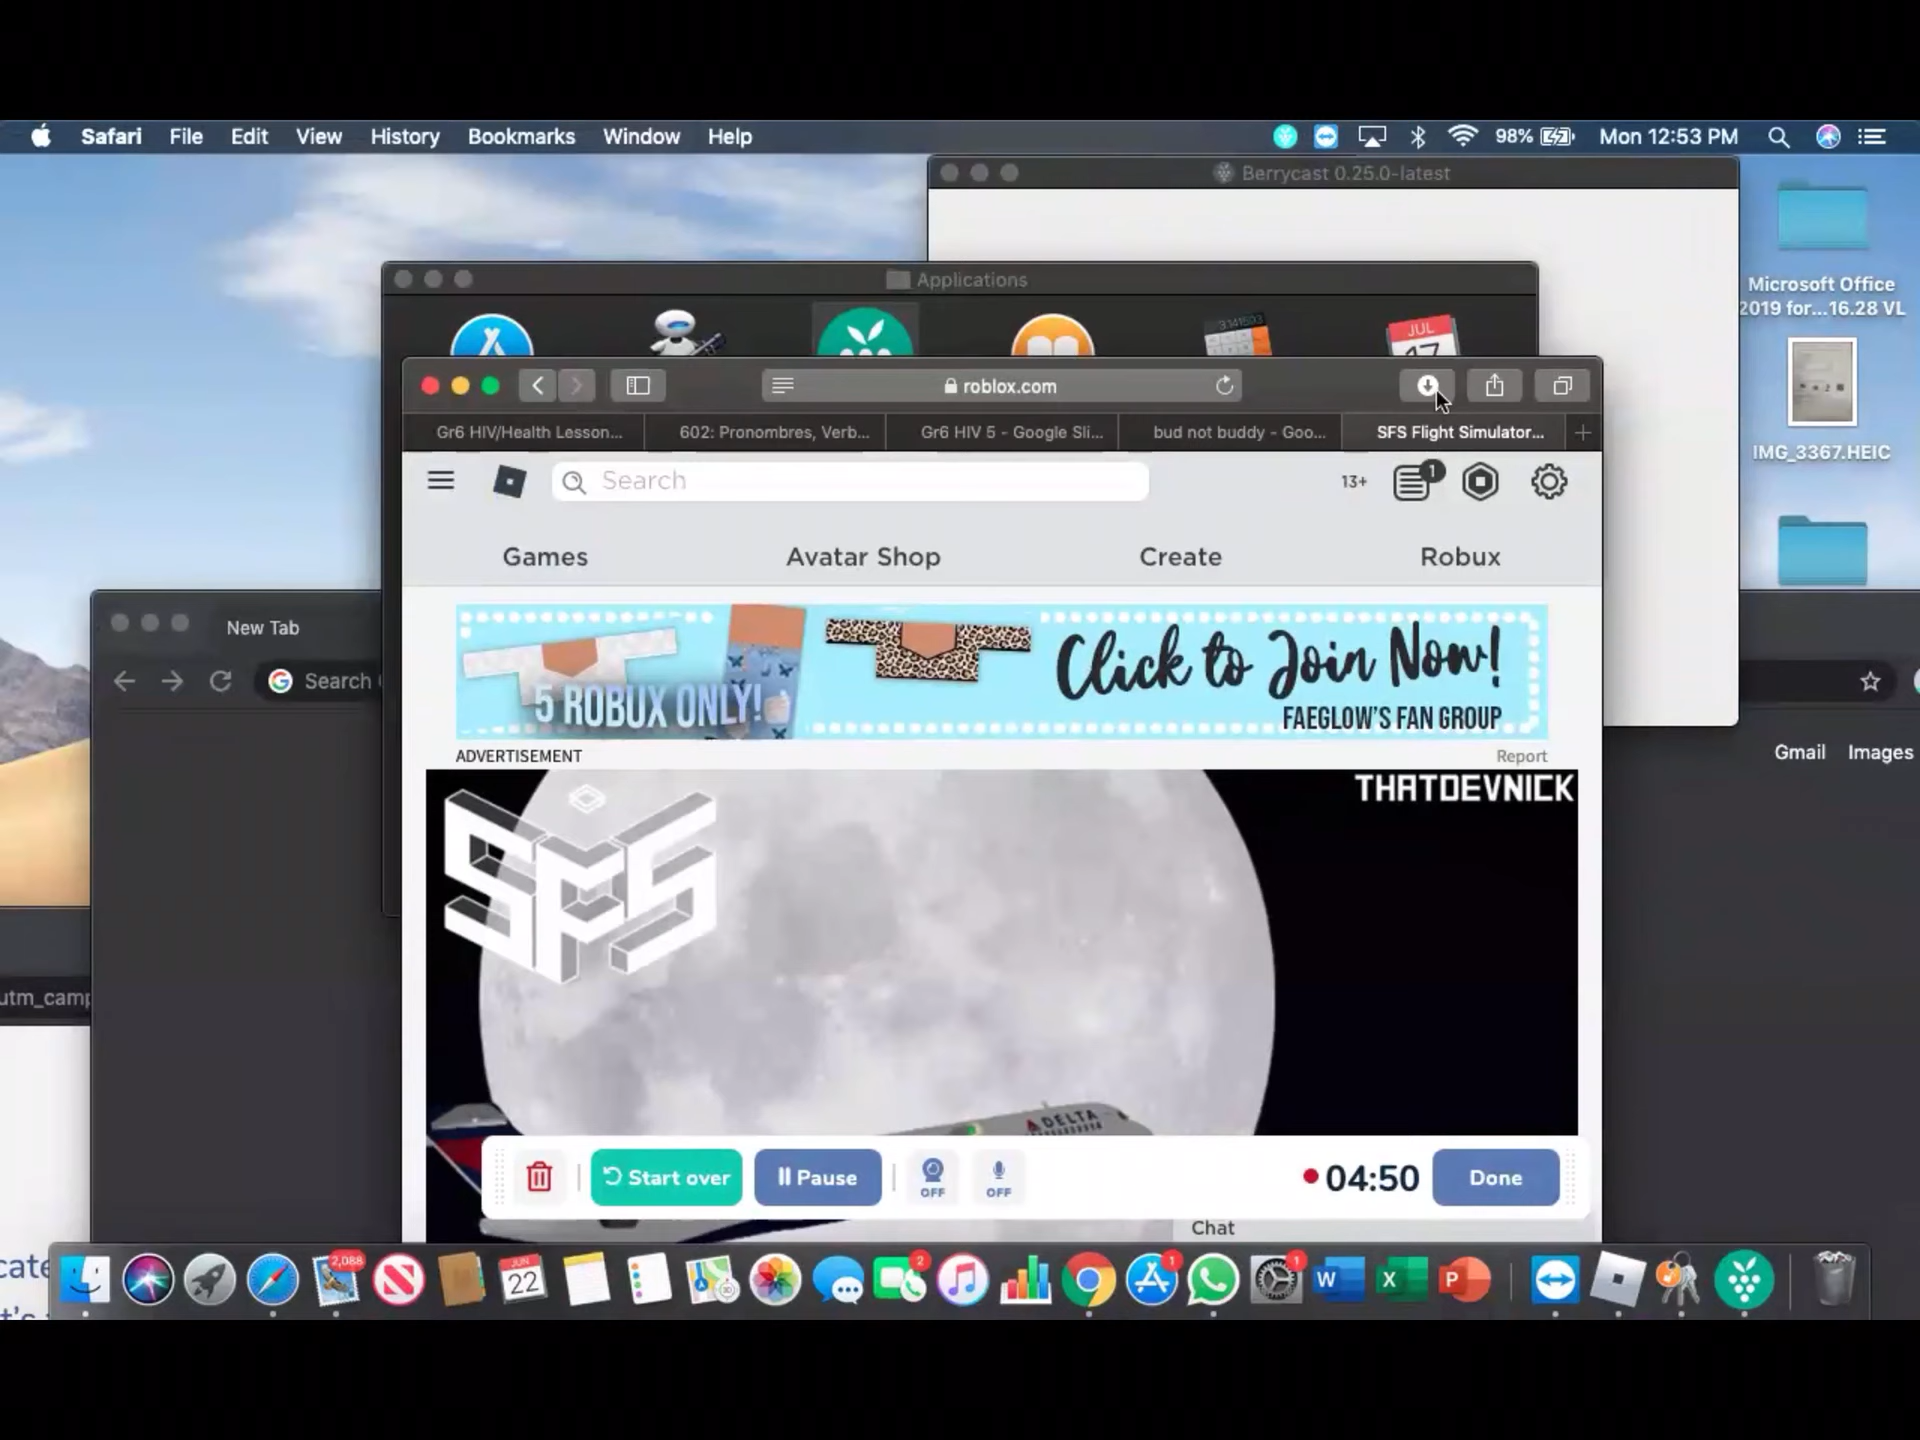 Safari File Edit View History Bookmarks Window Help 98% Mon 12:53 PM
Berrycast 0.25.0-latest
Microsoft Office
2019 for...16.28 VL
Applications
JUL
17
roblox.com
IMG_3367.HEIC
Gr6 HIV/Health Lesson... 602: Pronombres, Verb... Gr6 HIV 5 - Google Sli... bud not buddy - Goo... SFS Flight Simulator...
Search 13+ 1
Games Avatar Shop Create Robux
New Tab
Search
5 ROBUX ONLY!
Click to Join Now!
FAEGLOW'S FAN GROUP
ADVERTISEMENT Report
Gmail Images
THATDEVNICK
SFS
utm_camp
DELTA
Start over Pause OFF OFF 04:50 Done
Chat
cate
t's
2,088
JUN
22
2
1
1
W
X
P